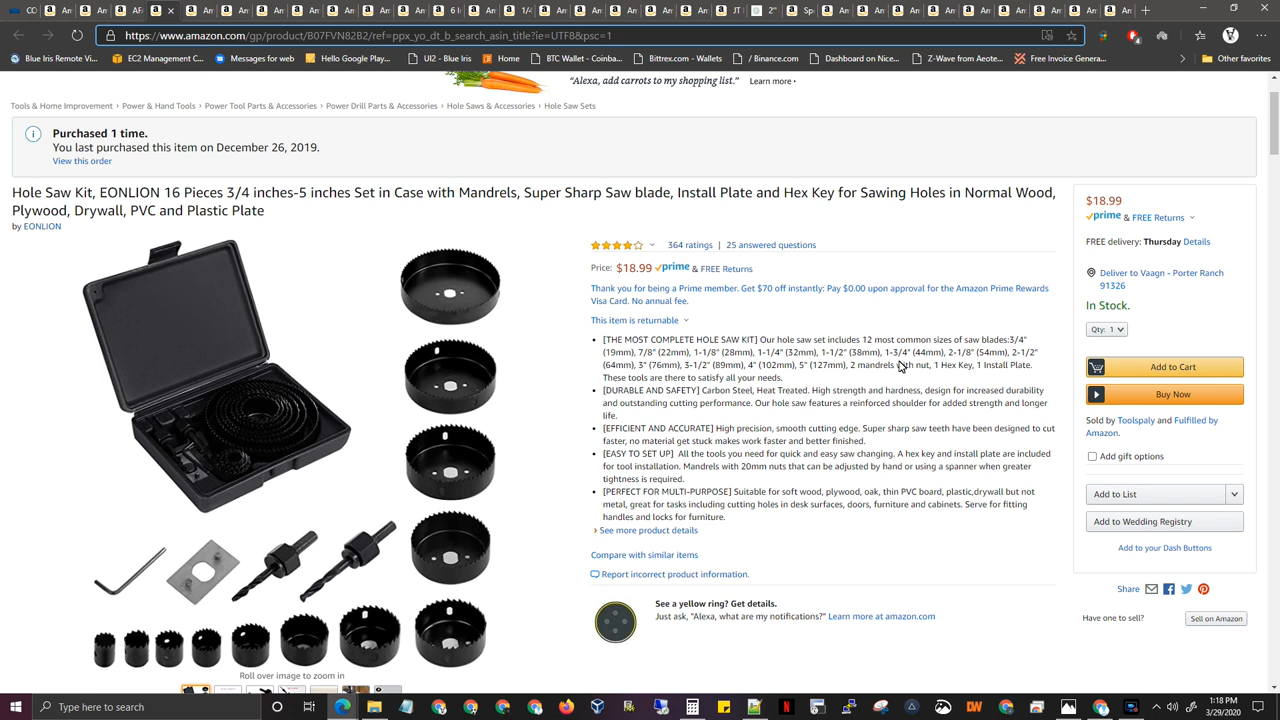 https://www.amazon.com/gp/product/B07FVN82B2/ref=ppx_yo_dt_b_search_asin_title?ie=UTF8&psc=1
Blue Iris Remote Vi...
EC2 Management C...
Messages for web
Hello Google Play...
UI2 - Blue Iris
Home
BTC Wallet - Coinba...
Bittrex.com - Wallets
/ Binance.com
Dashboard on Nice...
Z-Wave from Aeote...
Free Invoice Genera...
Other favorites
“Alexa, add carrots to my shopping list.” Learn more ›
Tools & Home Improvement › Power & Hand Tools › Power Tool Parts & Accessories › Power Drill Parts & Accessories › Hole Saws & Accessories › Hole Saw Sets
Purchased 1 time.
You last purchased this item on December 26, 2019.
View this order
Hole Saw Kit, EONLION 16 Pieces 3/4 inches-5 inches Set in Case with Mandrels, Super Sharp Saw blade, Install Plate and Hex Key for Sawing Holes in Normal Wood,
Plywood, Drywall, PVC and Plastic Plate
by EONLION
364 ratings | 25 answered questions
Price: $18.99 prime & FREE Returns
Thank you for being a Prime member. Get $70 off instantly: Pay $0.00 upon approval for the Amazon Prime Rewards
Visa Card. No annual fee.
This item is returnable
[THE MOST COMPLETE HOLE SAW KIT] Our hole saw set includes 12 most common sizes of saw blades:3/4"
(19mm), 7/8" (22mm), 1-1/8" (28mm), 1-1/4" (32mm), 1-1/2" (38mm), 1-3/4" (44mm), 2-1/8" (54mm), 2-1/2"
(64mm), 3" (76mm), 3-1/2" (89mm), 4" (102mm), 5" (127mm), 2 mandrels with nut, 1 Hex Key, 1 Install Plate.
These tools are there to satisfy all your needs.
[DURABLE AND SAFETY] Carbon Steel, Heat Treated. High strength and hardness, design for increased durability
and outstanding cutting performance. Our hole saw features a reinforced shoulder for added strength and longer
life.
[EFFICIENT AND ACCURATE] High precision, smooth cutting edge. Super sharp saw teeth have been designed to cut
faster, no material get stuck makes work faster and better finished.
[EASY TO SET UP] All the tools you need for quick and easy saw changing. A hex key and install plate are included
for tool installation. Mandrels with 20mm nuts that can be adjusted by hand or using a spanner when greater
tightness is required.
[PERFECT FOR MULTI-PURPOSE] Suitable for soft wood, plywood, oak, thin PVC board, plastic,drywall but not
metal, great for tasks including cutting holes in desk surfaces, doors, furniture and cabinets. Serve for fitting
handles and locks for furniture.
› See more product details
Compare with similar items
Report incorrect product information.
See a yellow ring? Get details.
Just ask, "Alexa, what are my notifications?" Learn more at amazon.com
Roll over image to zoom in
$18.99
prime & FREE Returns
FREE delivery: Thursday Details
Deliver to Vaagn - Porter Ranch
91326
In Stock.
Qty: 1
Add to Cart
Buy Now
Sold by Toolspaly and Fulfilled by
Amazon.
Add gift options
Add to List
Add to Wedding Registry
Add to your Dash Buttons
Share
Have one to sell?
Sell on Amazon
Type here to search
1:18 PM
3/29/2020